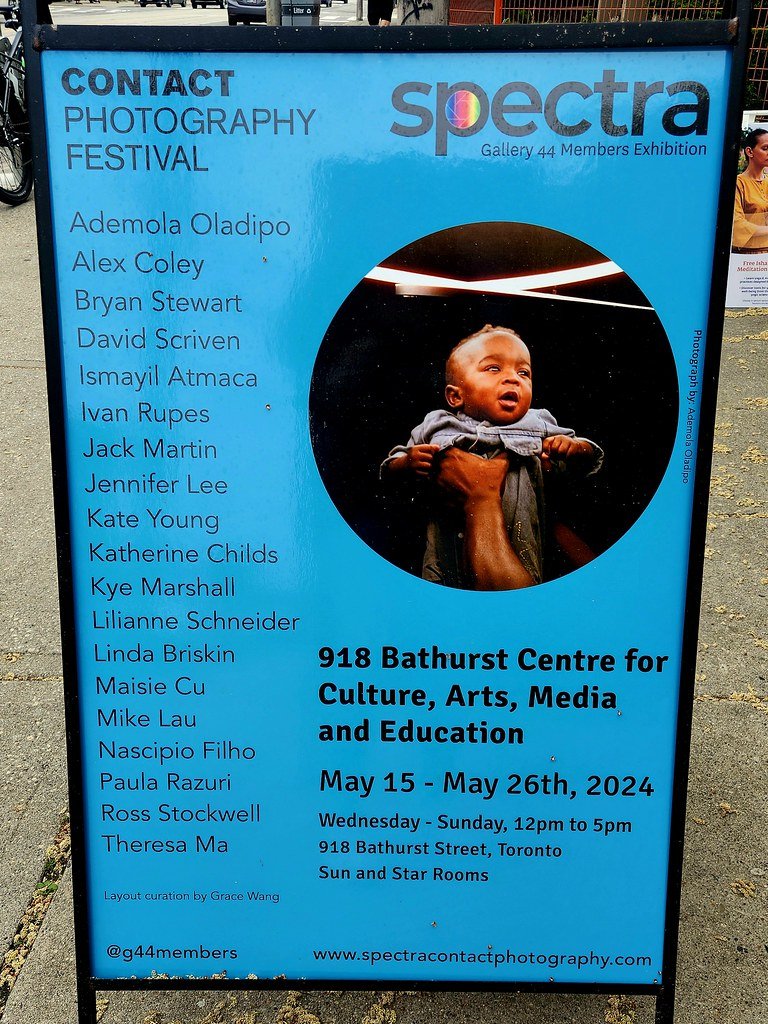 Litter
CONTACT
PHOTOGRAPHY
FESTIVAL
spectra
Gallery 44 Members Exhibition
Ademola Oladipo
Alex Coley
Bryan Stewart
David Scriven
Ismayil Atmaca
Ivan Rupes
Jack Martin
Jennifer Lee
Kate Young
Katherine Childs
Kye Marshall
Lilianne Schneider
Linda Briskin
Maisie Cu
Mike Lau
Nascipio Filho
Paula Razuri
Ross Stockwell
Theresa Ma
Layout curation by Grace Wang
@g44members
Photograph by: Ademola Oladipo
918 Bathurst Centre for
Culture, Arts, Media
and Education
May 15 - May 26th, 2024
Wednesday - Sunday, 12pm to 5pm
918 Bathurst Street, Toronto
Sun and Star Rooms
www.spectracontactphotography.com
Free Isha
Meditation